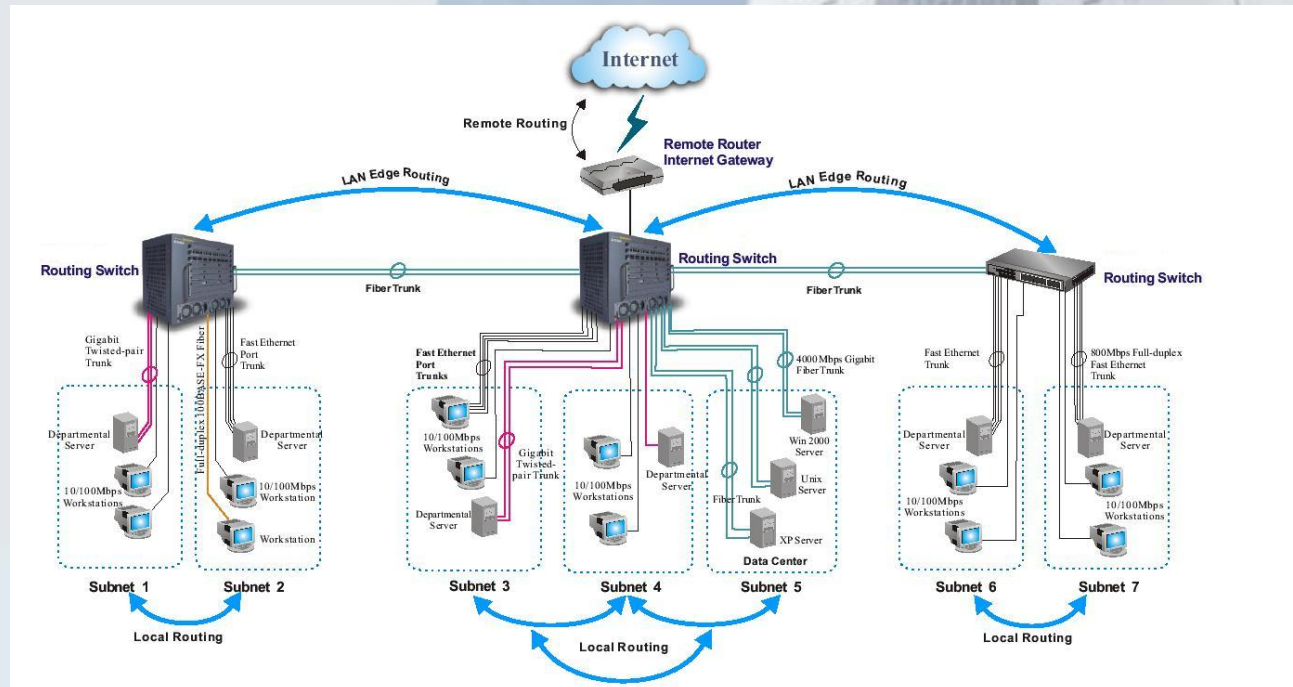 Internet
Remote Routing
Remote Router
Internet Gateway
LAN Edge Routing
LAN Edge Routing
Routing Switch
Routing Switch
Routing Switch
Fiber Trunk
Fiber Trunk
Gigabit
Twisted-pair
Trunk
Full-duplex 100BASE-FX Fiber
Fast Ethernet
Port
Trunk
Departmental
Server
10/100Mbps
Workstations
Departmental
Server
10/100Mbps
Workstation
Workstation
Fast Ethernet
Port
Trunks
10/100Mbps
Workstations
Gigabit
Twisted-
pair Trunk
Departmental
Server
10/100Mbps
Workstations
Departmental
Server
4000Mbps Gigabit
Fiber Trunk
Win 2000
Server
Unix
Server
Fiber Trunk
XP Server
Data Center
Fast Ethernet
Trunk
Departmental
Server
10/100Mbps
Workstations
800Mbps Full-duplex
Fast Ethernet
Trunk
Departmental
Server
10/100Mbps
Workstations
Subnet 1
Subnet 2
Subnet 3
Subnet 4
Subnet 5
Subnet 6
Subnet 7
Local Routing
Local Routing
Local Routing